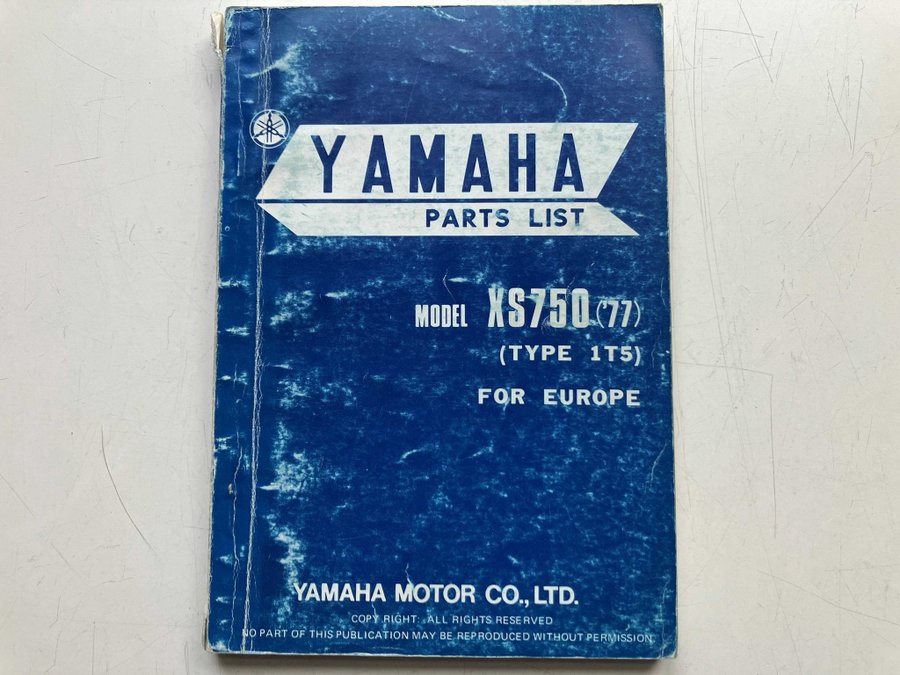 YAMAHA
PARTS LIST
MODEL XS750 ('77)
(TYPE 1T5)
FOR EUROPE
YAMAHA MOTOR CO., LTD.
COPY RIGHT: ALL RIGHTS RESERVED
NO PART OF THIS PUBLICATION MAY BE REPRODUCED WITHOUT PERMISSION